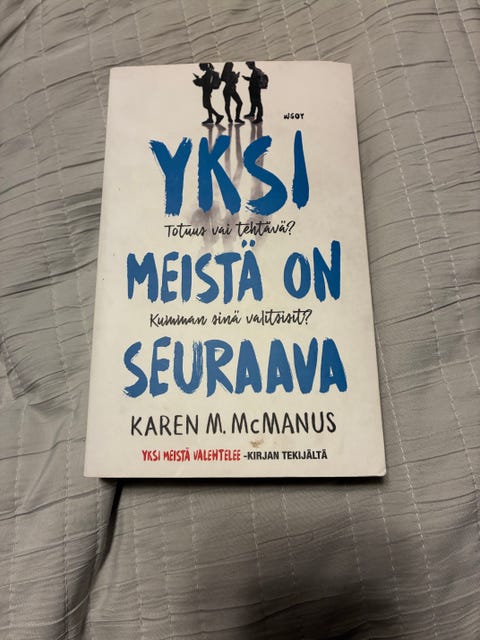 WSOY
YKSI
Totuus vai tehtävä?
MEISTÄ ON
Kumman sinä valitsisit?
SEURAAVA
KAREN M. McMANUS
YKSI MEISTÄ VALEHTELEE -KIRJAN TEKIJÄLTÄ